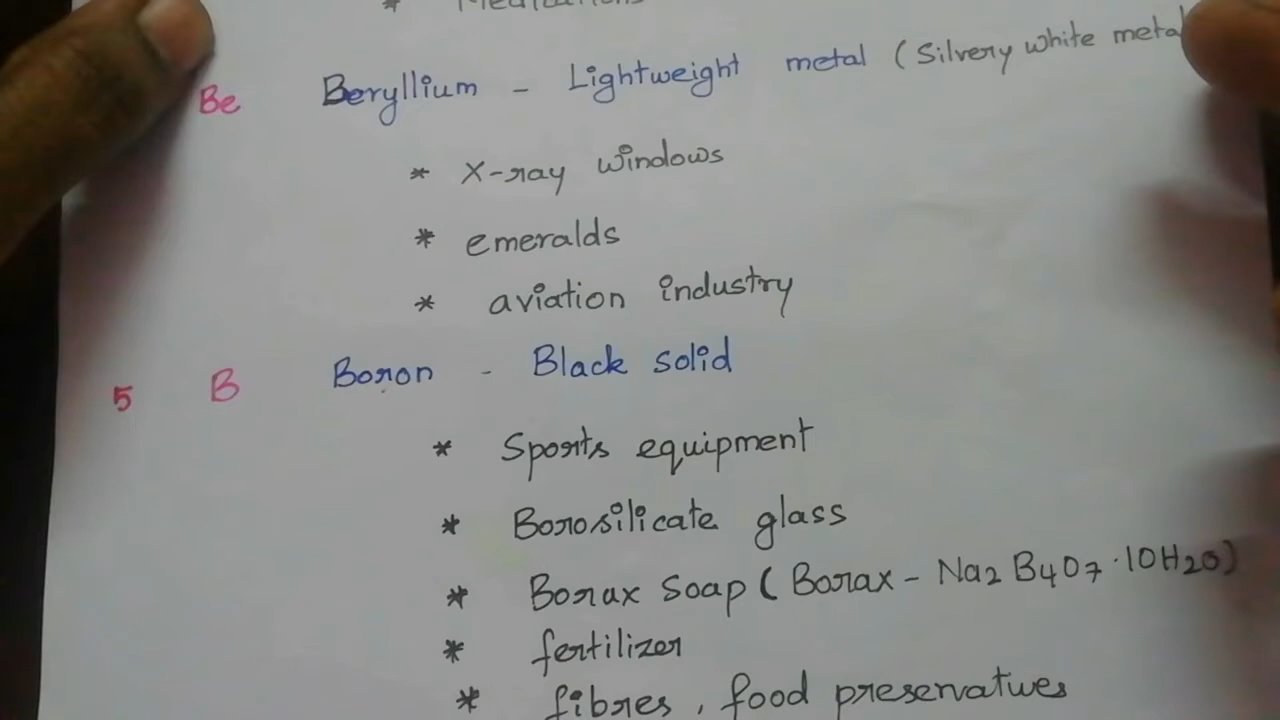 * Medications
Be Beryllium - Lightweight metal (Silvery white metal
* X-ray windows
* emeralds
* aviation industry
5 B Boron - Black solid
* Sports equipment
* Borosilicate glass
* Borax Soap (Borax - Na2 B4O7 · 10H2O)
* fertilizer
* fibres, food preservatives